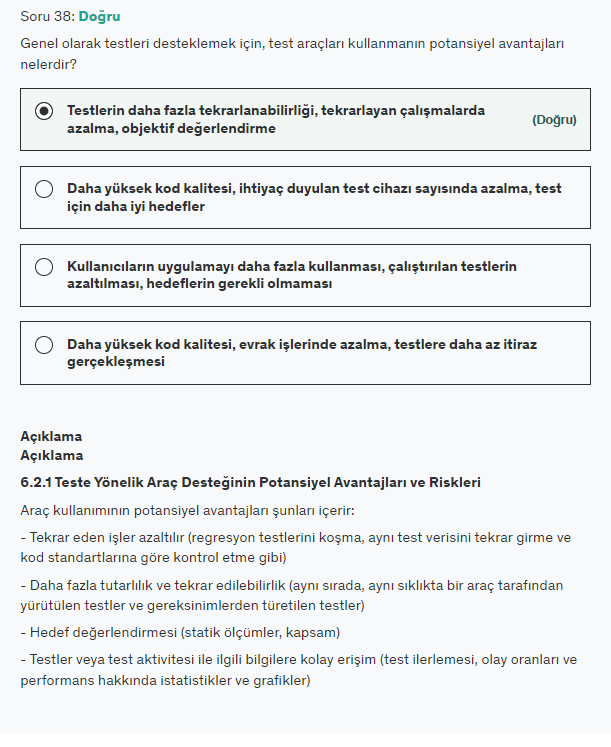 Soru 38: Doğru
Genel olarak testleri desteklemek için, test araçları kullanmanın potansiyel avantajları
nelerdir?
Testlerin daha fazla tekrarlanabilirliği, tekrarlayan çalışmalarda
azalma, objektif değerlendirme
(Doğru)
Daha yüksek kod kalitesi, ihtiyaç duyulan test cihazı sayısında azalma, test
için daha iyi hedefler
Kullanıcıların uygulamayı daha fazla kullanması, çalıştırılan testlerin
azaltılması, hedeflerin gerekli olmaması
Daha yüksek kod kalitesi, evrak işlerinde azalma, testlere daha az itiraz
gerçekleşmesi
Açıklama
Açıklama
6.2.1 Teste Yönelik Araç Desteğinin Potansiyel Avantajları ve Riskleri
Araç kullanımının potansiyel avantajları şunları içerir:
- Tekrar eden işler azaltılır (regresyon testlerini koşma, aynı test verisini tekrar girme ve
kod standartlarına göre kontrol etme gibi)
- Daha fazla tutarlılık ve tekrar edilebilirlik (aynı sırada, aynı sıklıkta bir araç tarafından
yürütülen testler ve gereksinimlerden türetilen testler)
- Hedef değerlendirmesi (statik ölçümler, kapsam)
- Testler veya test aktivitesi ile ilgili bilgilere kolay erişim (test ilerlemesi, olay oranları ve
performans hakkında istatistikler ve grafikler)